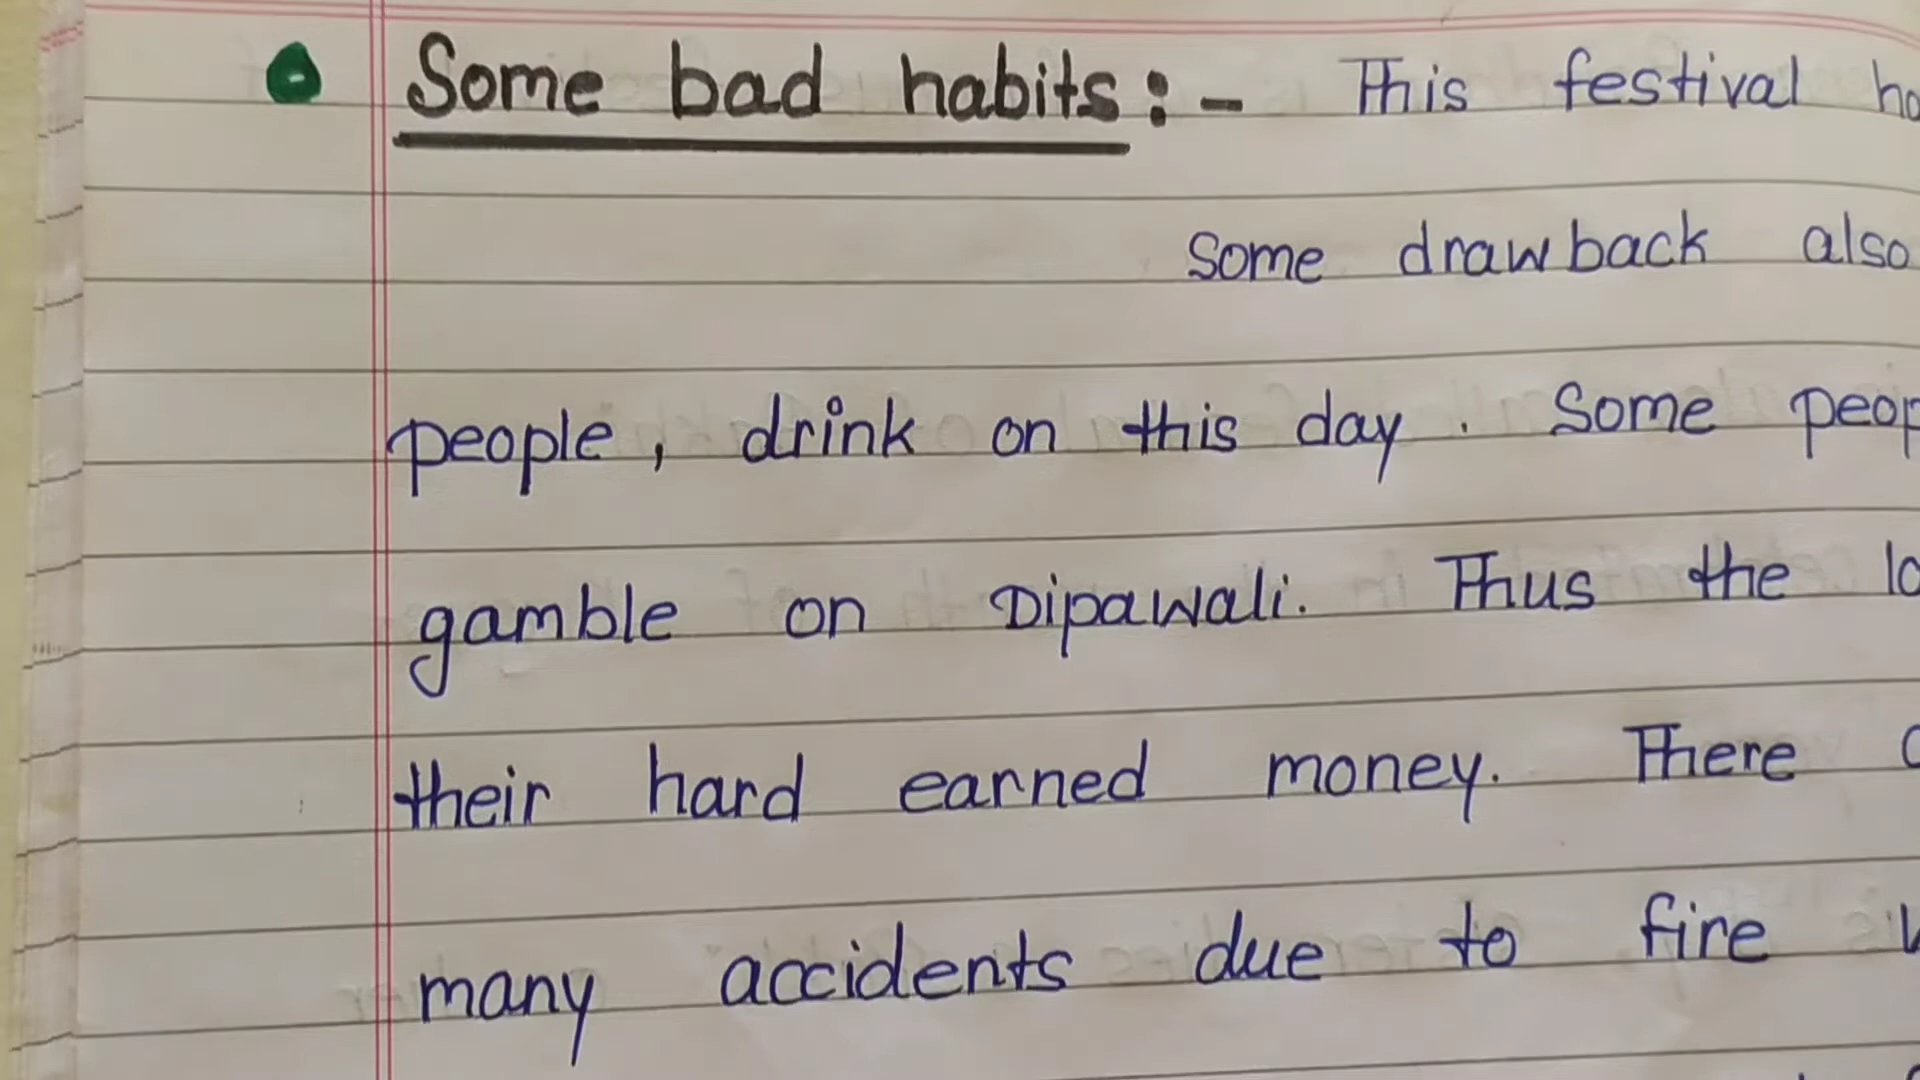 Some bad habits :- This festival
Some drawback also
people, drink on this day. Some
gamble on Dipawali. Thus the
their hard earned money. There
many accidents due to fire